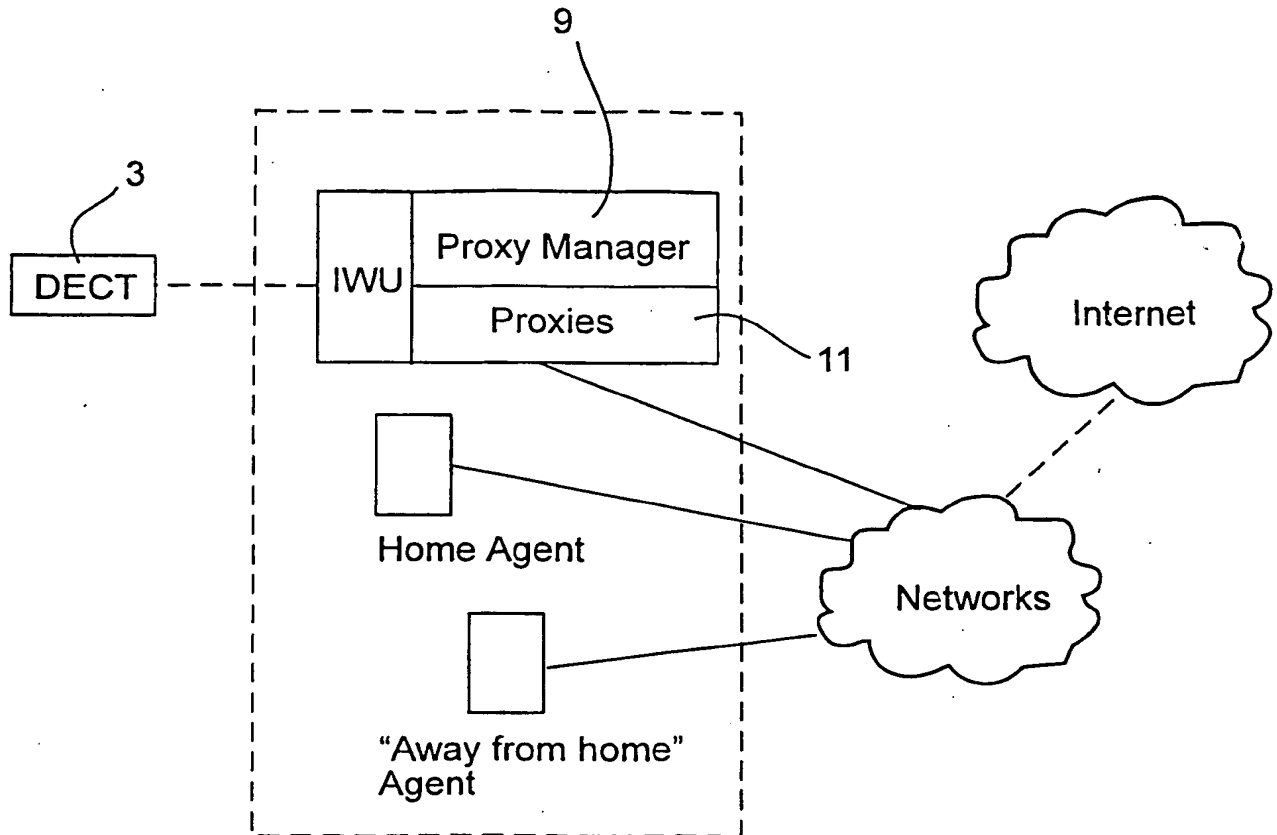 9
3
DECT
IWU
Proxy Manager
Proxies
11
Internet
Home Agent
Networks
“Away from home”
Agent